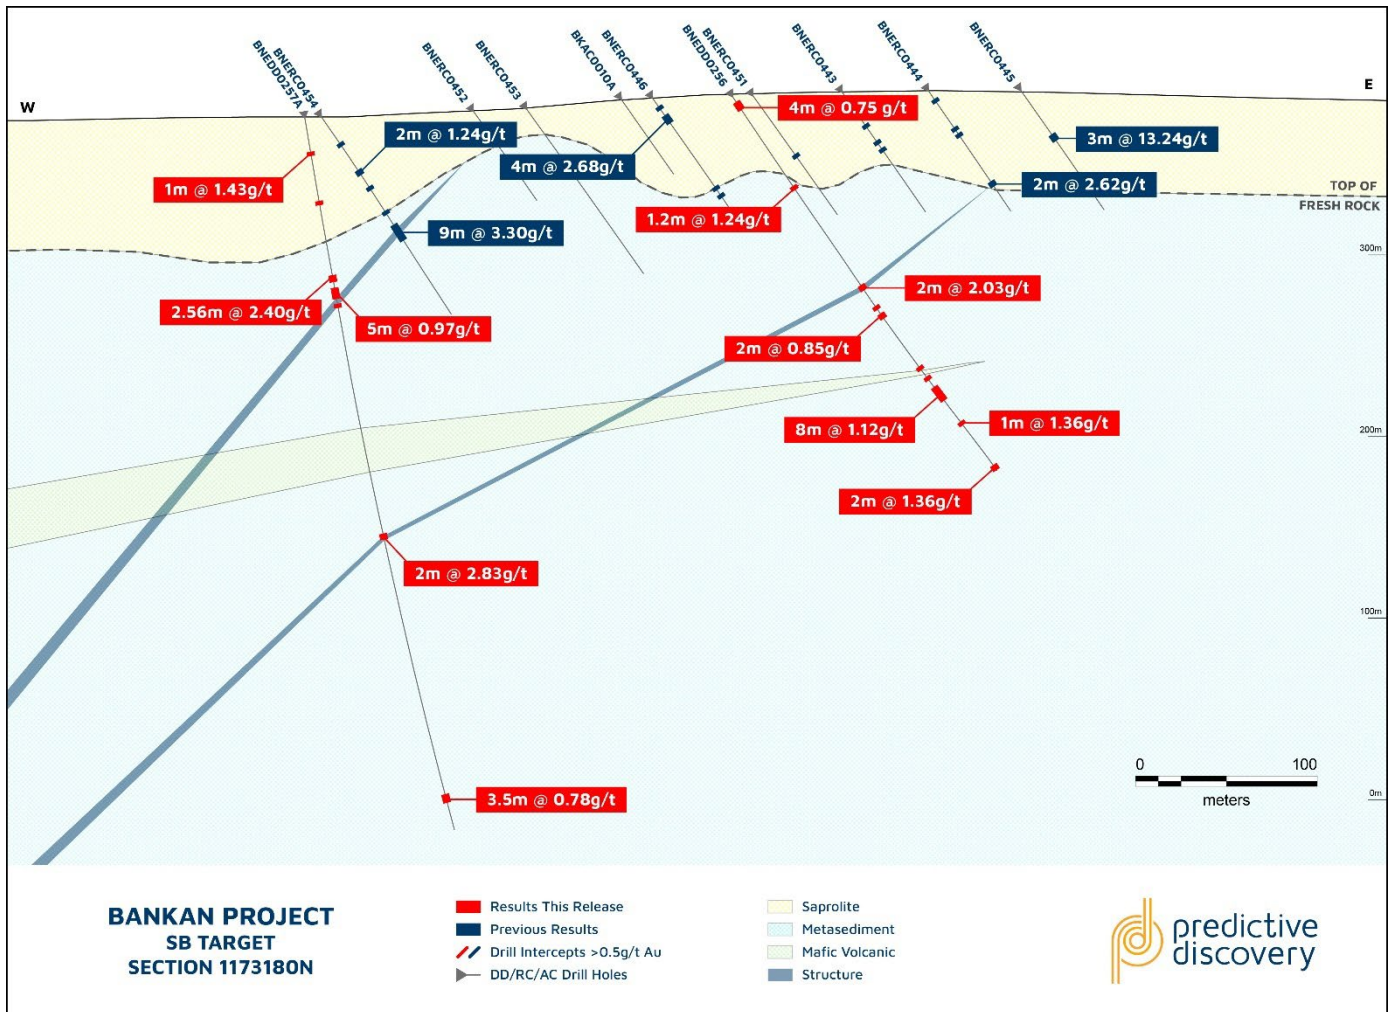 W
E
BNEDD0257A
BNERC0454
BNERC0452
BNERC0453
BKAC0010A
BNERC0446
BNEDD0256
BNERC0451
BNERC0443
BNERC0444
BNERC0445
4m @ 0.75 g/t
2m @ 1.24g/t
3m @ 13.24g/t
4m @ 2.68g/t
1m @ 1.43g/t
2m @ 2.62g/t
TOP OF
FRESH ROCK
1.2m @ 1.24g/t
9m @ 3.30g/t
300m
2m @ 2.03g/t
2.56m @ 2.40g/t
5m @ 0.97g/t
2m @ 0.85g/t
8m @ 1.12g/t
1m @ 1.36g/t
200m
2m @ 1.36g/t
2m @ 2.83g/t
100m
0 100
meters
3.5m @ 0.78g/t
0m
BANKAN PROJECT
SB TARGET
SECTION 1173180N
Results This Release
Previous Results
Drill Intercepts >0.5g/t Au
DD/RC/AC Drill Holes
Saprolite
Metasediment
Mafic Volcanic
Structure
predictive
discovery